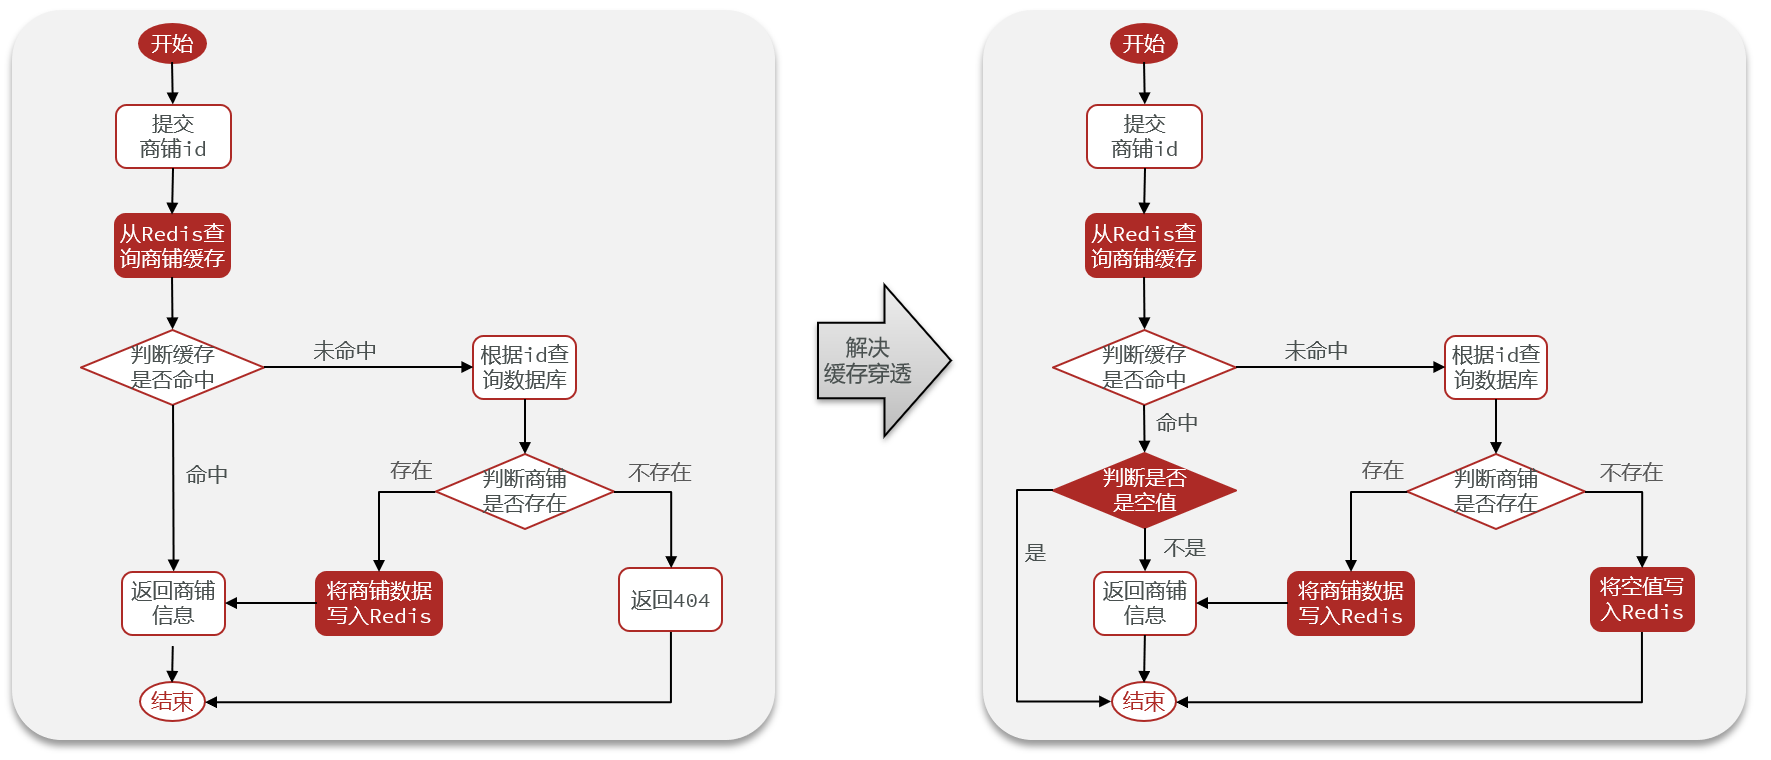 开始
提交
商铺id
从Redis查
询商铺缓存
判断缓存
是否命中
未命中
根据id查
询数据库
命中
存在
判断商铺
是否存在
不存在
返回商铺
信息
将商铺数据
写入Redis
返回404
结束
解决
缓存穿透
开始
提交
商铺id
从Redis查
询商铺缓存
判断缓存
是否命中
未命中
根据id查
询数据库
命中
判断是否
是空值
存在
判断商铺
是否存在
不存在
是
不是
返回商铺
信息
将商铺数据
写入Redis
将空值写
入Redis
结束